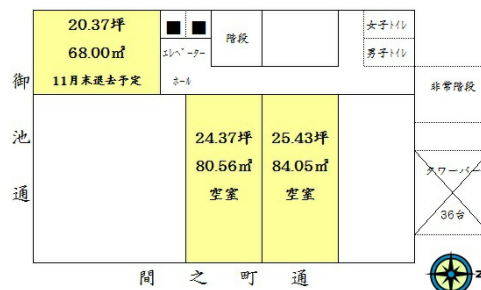 20.37坪
68.00㎡
11月末退去予定
エレベーター
ホール
階段
女子トイレ
男子トイレ
非常階段
御池通
24.37坪
80.56㎡
空室
25.43坪
84.05㎡
空室
タワーパー
36台
間之町通
N